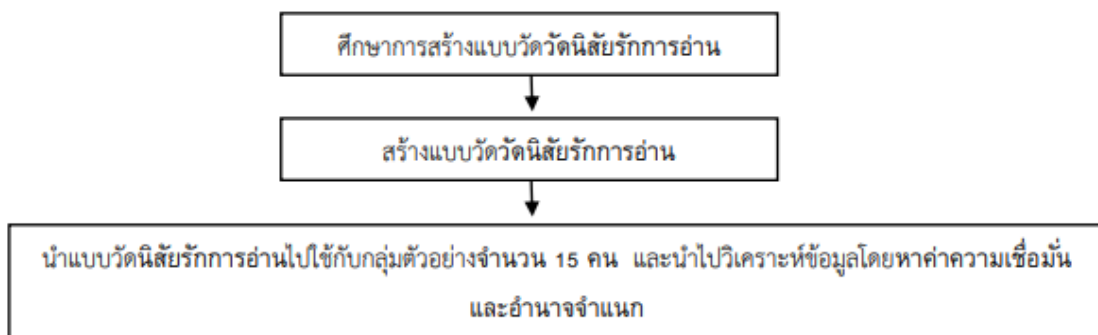 ศึกษาการสร้างแบบวัดวัดนิสัยรักการอ่าน
สร้างแบบวัดวัดนิสัยรักการอ่าน
นำแบบวัดนิสัยรักการอ่านไปใช้กับกลุ่มตัวอย่างจำนวน 15 คน และนำไปวิเคราะห์ข้อมูลโดยหาค่าความเชื่อมั่น
และอำนาจจำแนก